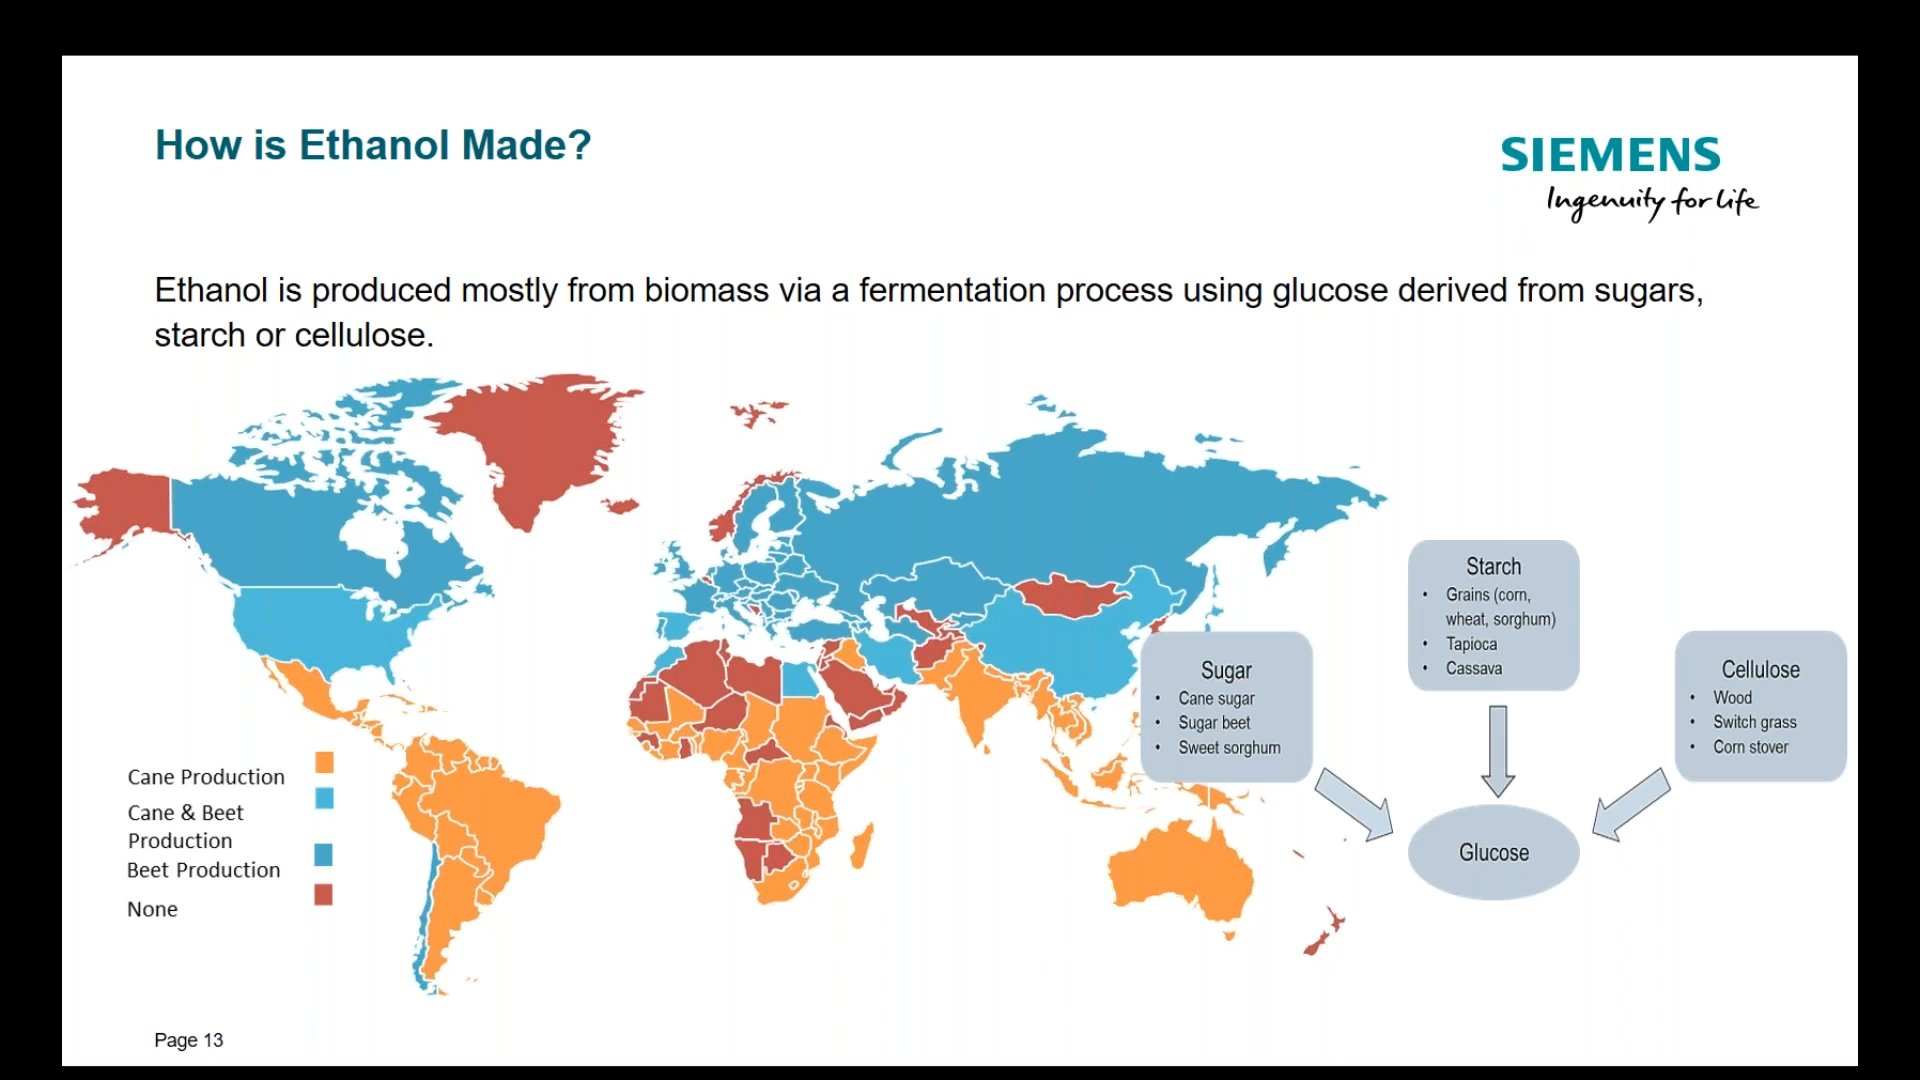 How is Ethanol Made?
SIEMENS
Ingenuity for life
Ethanol is produced mostly from biomass via a fermentation process using glucose derived from sugars,
starch or cellulose.
Starch
• Grains (corn,
wheat, sorghum)
• Tapioca
• Cassava
Sugar
• Cane sugar
• Sugar beet
• Sweet sorghum
Cellulose
• Wood
• Switch grass
• Corn stover
Glucose
Cane Production
Cane & Beet
Production
Beet Production
None
Page 13